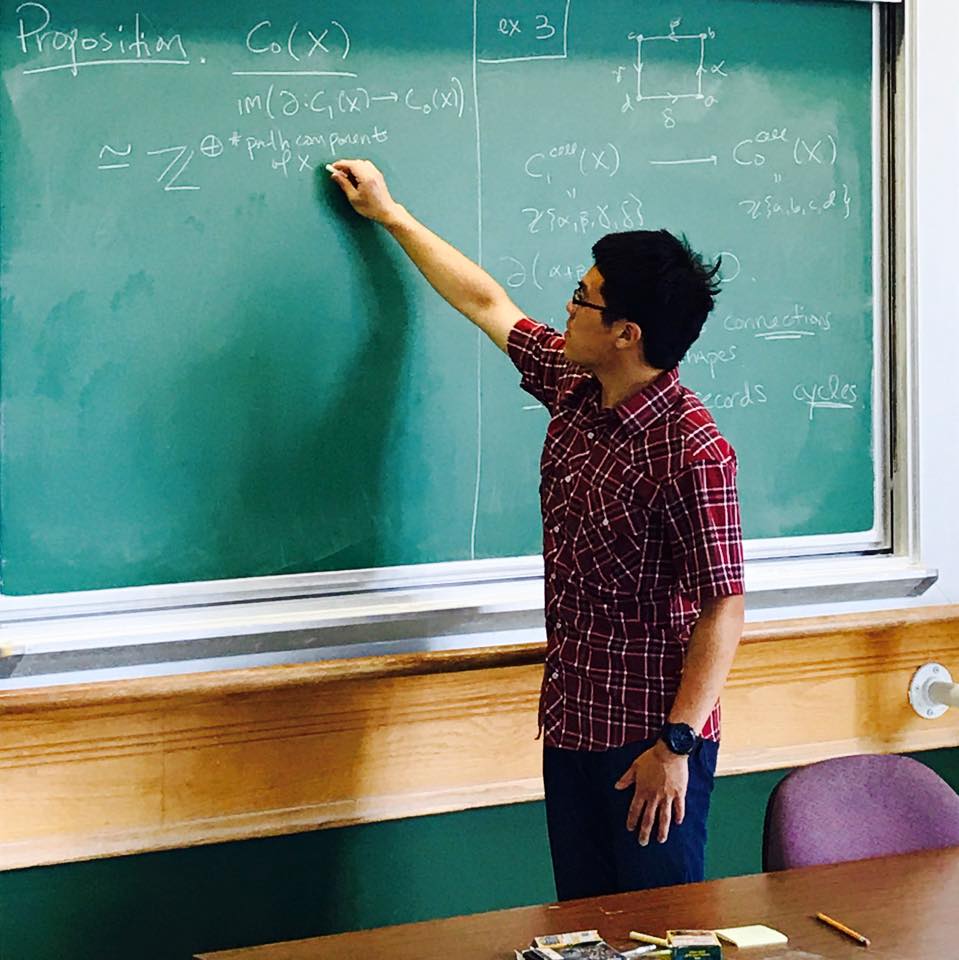 Proposition. C₀(X)
im(∂:C₁(X)→C₀(X))
≅ ℤ^⊕ # path components
of X
ex 3
c β b
γ α
d a
δ
C₁^cell(X) → C₀^cell(X)
" "
ℤ{α,β,γ,δ} ℤ{a,b,c,d}
∂(α+β
connections
shapes
records cycles